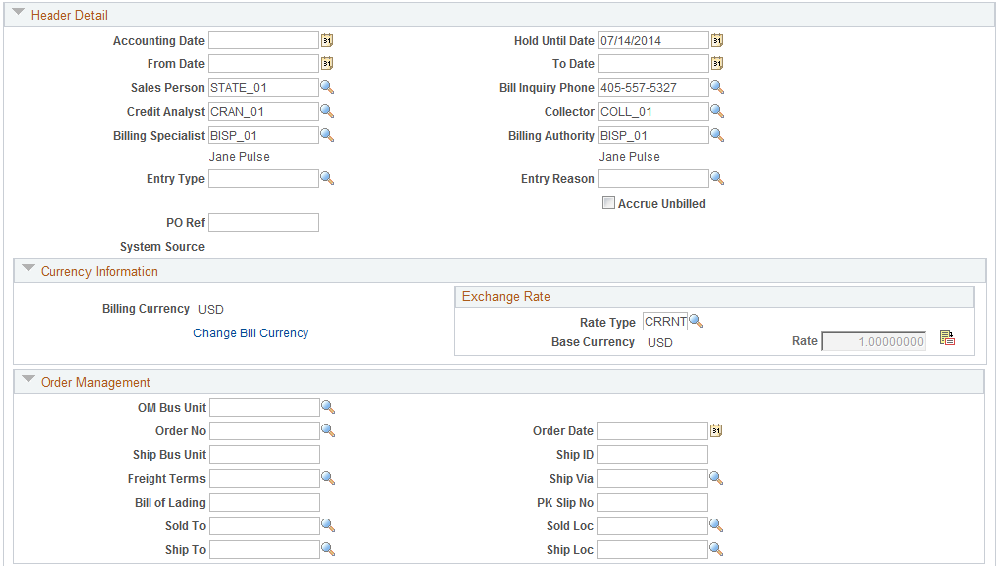 Header Detail
Accounting Date Hold Until Date 07/14/2014
From Date To Date
Sales Person STATE_01 Bill Inquiry Phone 405-557-5327
Credit Analyst CRAN_01 Collector COLL_01
Billing Specialist BISP_01 Billing Authority BISP_01
Jane Pulse Jane Pulse
Entry Type Entry Reason
Accrue Unbilled
PO Ref
System Source
Currency Information
Exchange Rate
Billing Currency USD
Rate Type CRRNT
Change Bill Currency
Base Currency USD Rate 1.00000000
Order Management
OM Bus Unit
Order No Order Date
Ship Bus Unit Ship ID
Freight Terms Ship Via
Bill of Lading PK Slip No
Sold To Sold Loc
Ship To Ship Loc